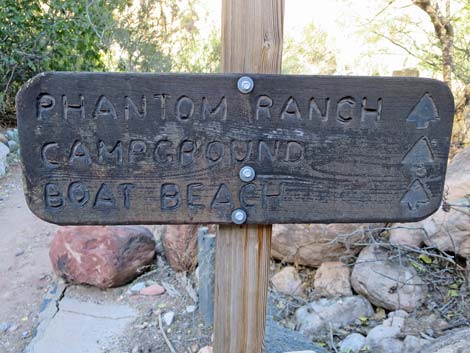 PHANTOM RANCH
CAMPGROUND
BOAT BEACH